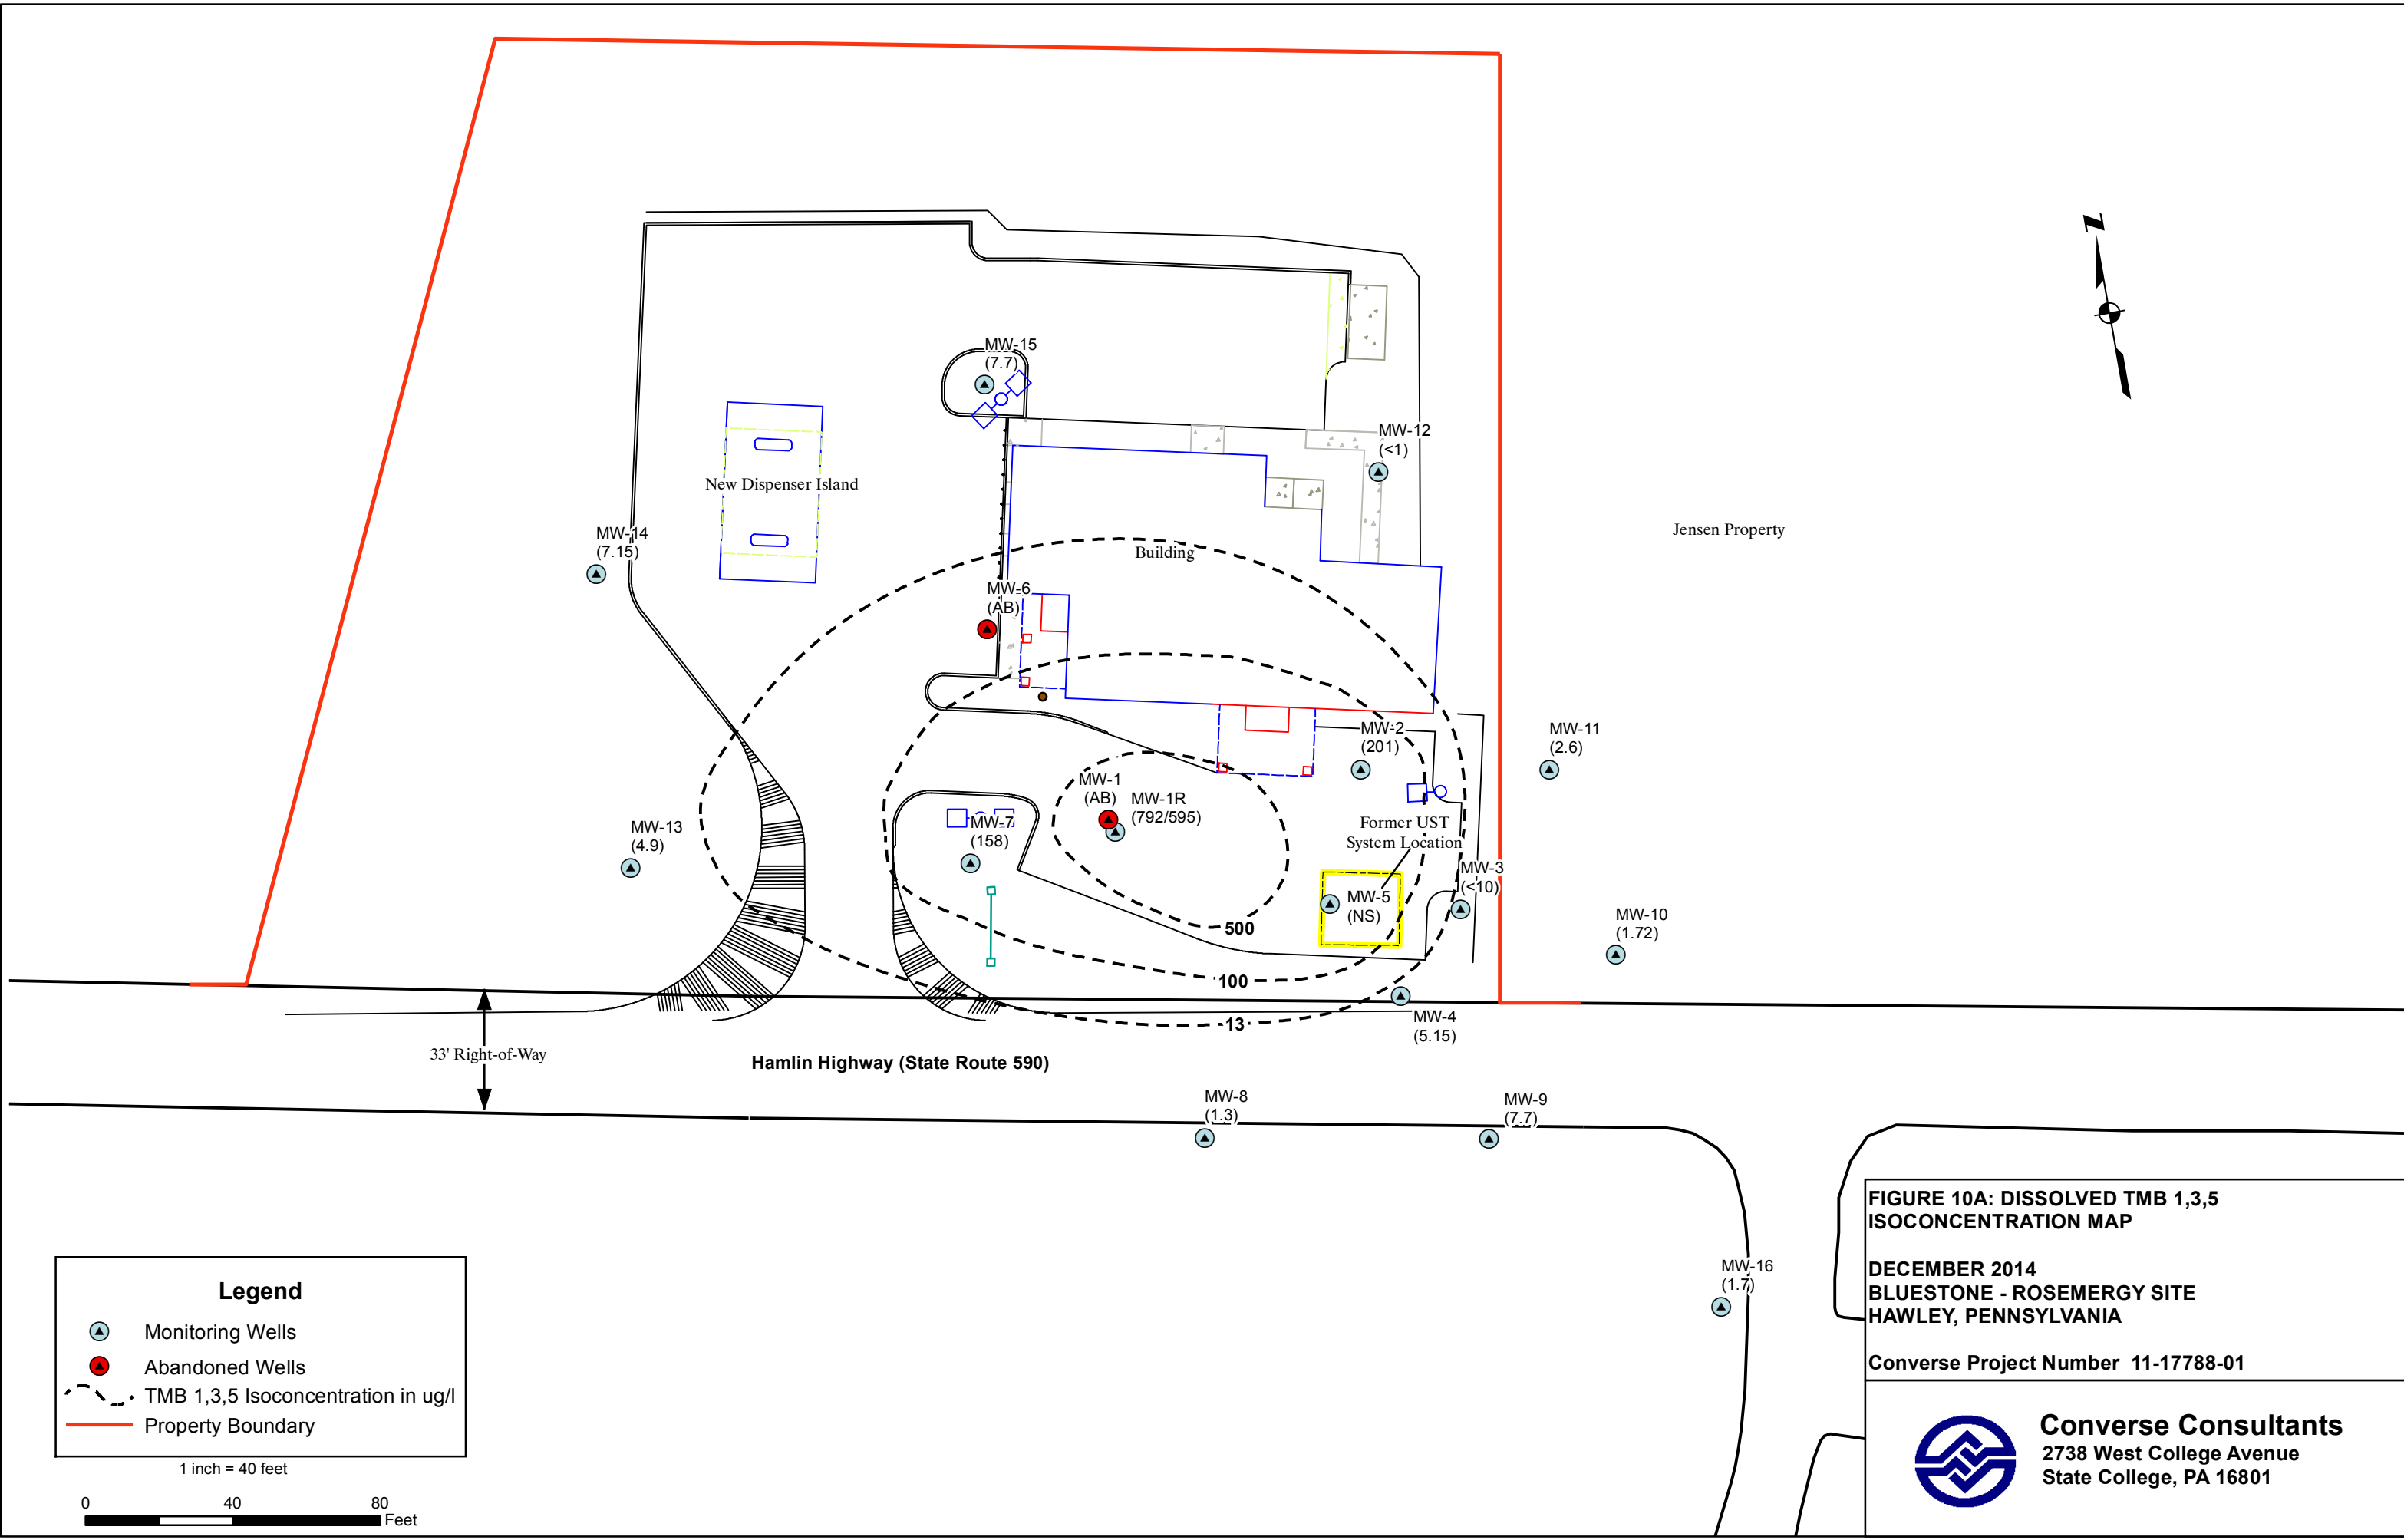 N
MW-15
(7.7)
MW-12
(<1)
New Dispenser Island
Jensen Property
MW-14
(7.15)
Building
MW-6
(AB)
MW-2
(201)
MW-11
(2.6)
MW-1
(AB)
MW-1R
(792/595)
MW-7
(158)
MW-13
(4.9)
Former UST
System Location
MW-3
(<10)
MW-5
(NS)
MW-10
(1.72)
500
100
13
MW-4
(5.15)
33' Right-of-Way
Hamlin Highway (State Route 590)
MW-8
(1.3)
MW-9
(7.7)
MW-16
(1.7)
Legend
Monitoring Wells
Abandoned Wells
TMB 1,3,5 Isoconcentration in ug/l
Property Boundary
1 inch = 40 feet
0 40 80
Feet
FIGURE 10A: DISSOLVED TMB 1,3,5
ISOCONCENTRATION MAP
DECEMBER 2014
BLUESTONE - ROSEMERGY SITE
HAWLEY, PENNSYLVANIA
Converse Project Number 11-17788-01
Converse Consultants
2738 West College Avenue
State College, PA 16801